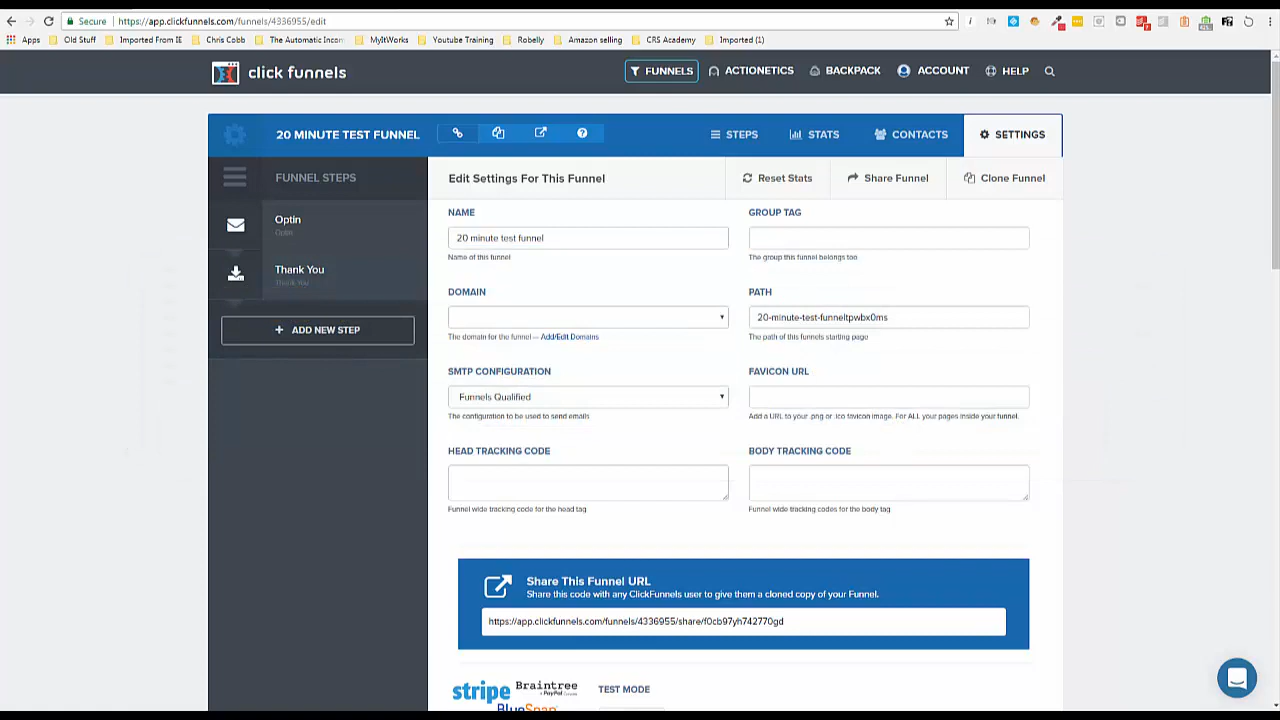 Secure https://app.clickfunnels.com/funnels/4336955/edit
Apps Old Stuff Imported From IE Chris Cobb The Automatic Incom MyItWorks Youtube Training Robelly Amazon selling CRS Academy Imported (1)
click funnels FUNNELS ACTIONETICS BACKPACK ACCOUNT HELP
20 MINUTE TEST FUNNEL STEPS STATS CONTACTS SETTINGS
FUNNEL STEPS Edit Settings For This Funnel Reset Stats Share Funnel Clone Funnel
Optin
Optin
Thank You
Thank You
+ ADD NEW STEP
NAME GROUP TAG
20 minute test funnel
Name of this funnel The group this funnel belongs too
DOMAIN PATH
20-minute-test-funneltpwbx0ms
The domain for the funnel — Add/Edit Domains The path of this funnels starting page
SMTP CONFIGURATION FAVICON URL
Funnels Qualified
The configuration to be used to send emails Add a URL to your .png or .ico favicon image. For ALL your pages inside your funnel.
HEAD TRACKING CODE BODY TRACKING CODE
Funnel wide tracking code for the head tag Funnel wide tracking codes for the body tag
Share This Funnel URL
Share this code with any ClickFunnels user to give them a cloned copy of your Funnel.
https://app.clickfunnels.com/funnels/4336955/share/f0cb97yh742770gd
stripe Braintree TEST MODE
BlueSnap